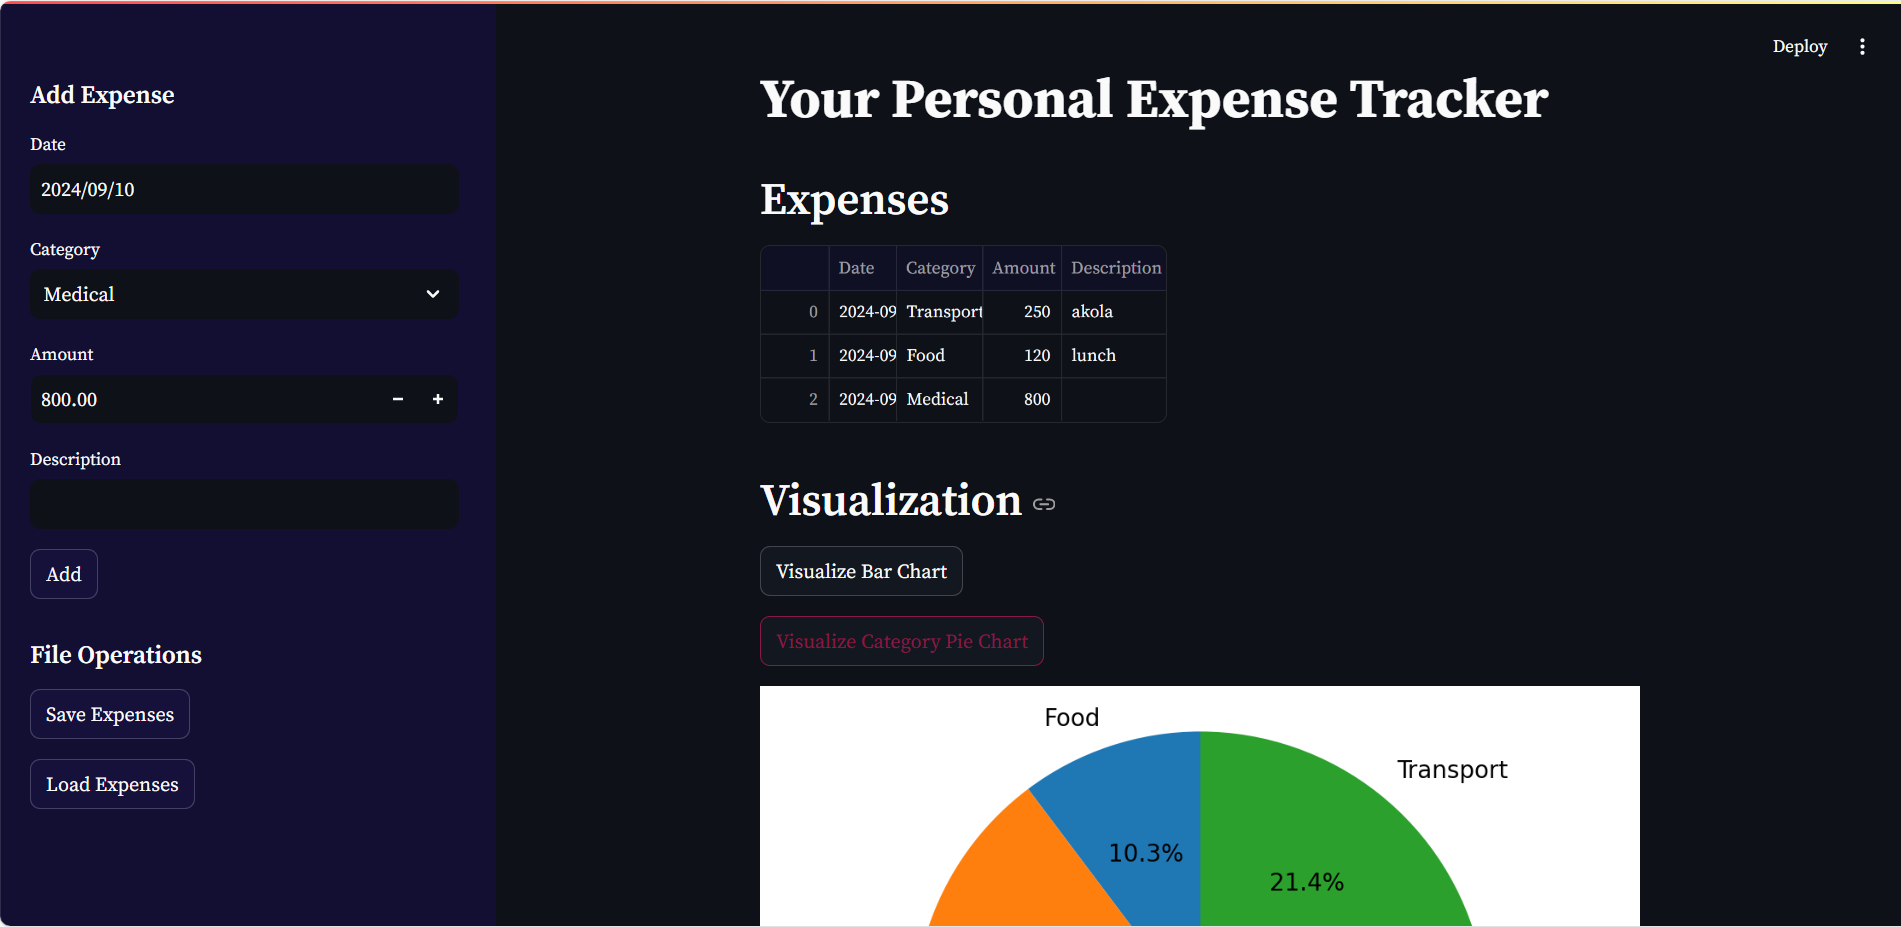 Deploy
Add Expense
Date
2024/09/10
Category
Medical
Amount
800.00
Description
Add
File Operations
Save Expenses
Load Expenses
Your Personal Expense Tracker
Expenses
Date Category Amount Description
0 2024-09 Transport 250 akola
1 2024-09 Food 120 lunch
2 2024-09 Medical 800
Visualization
Visualize Bar Chart
Visualize Category Pie Chart
Food
Transport
10.3%
21.4%